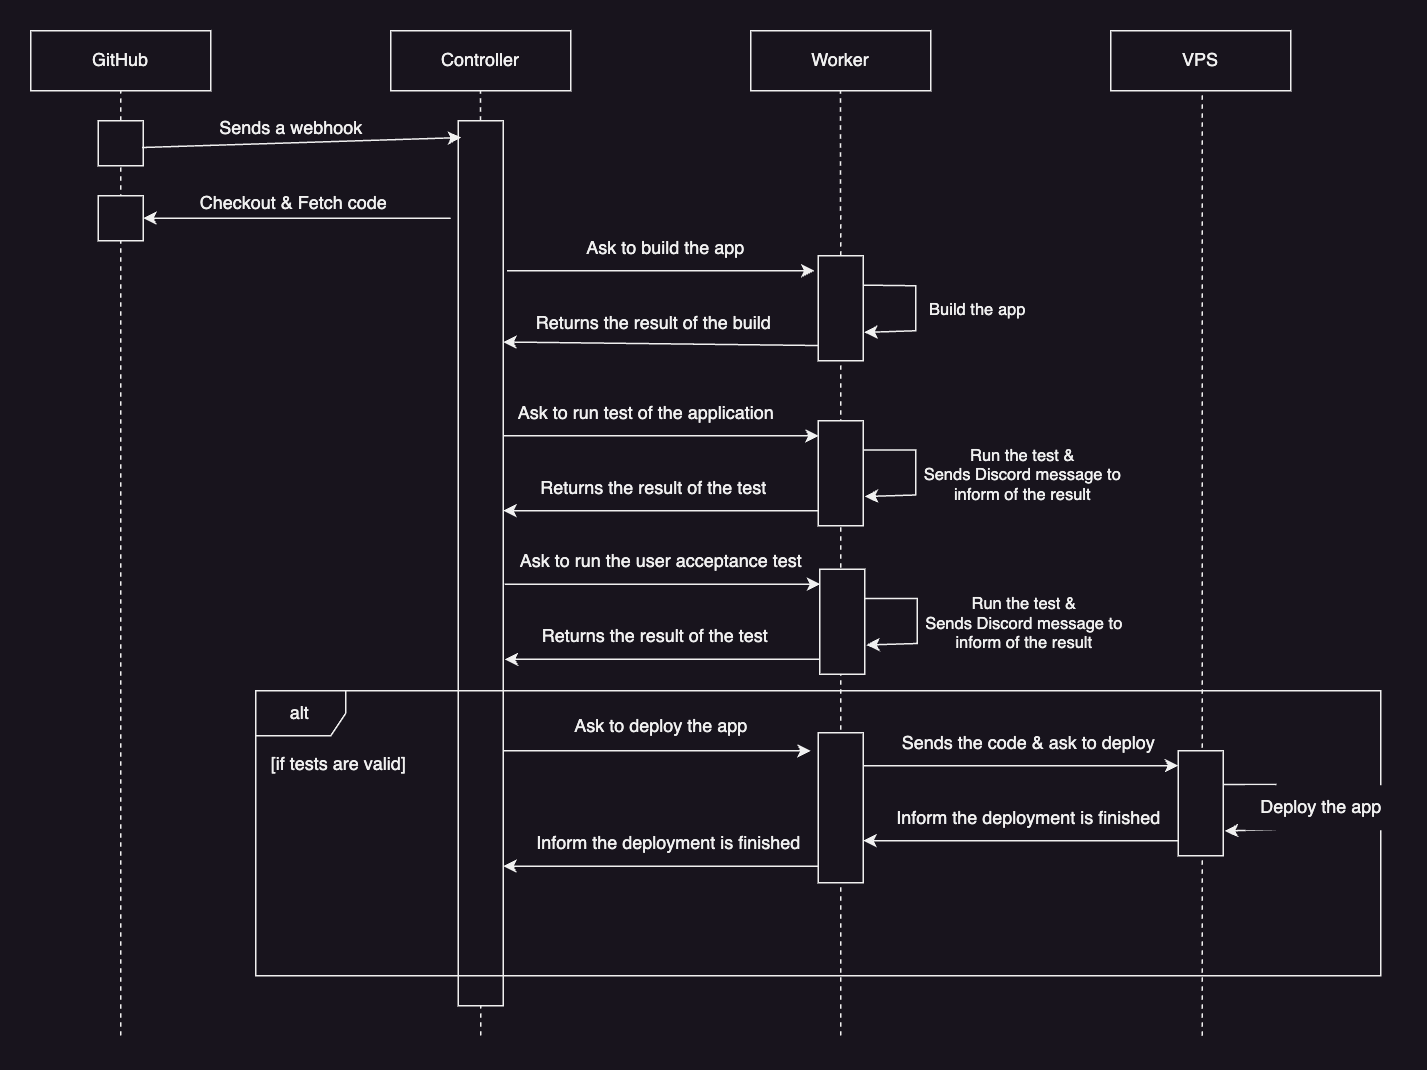 GitHub
Controller
Worker
VPS
Sends a webhook
Checkout & Fetch code
Ask to build the app
Build the app
Returns the result of the build
Ask to run test of the application
Run the test &
Sends Discord message to
inform of the result
Returns the result of the test
Ask to run the user acceptance test
Run the test &
Sends Discord message to
inform of the result
Returns the result of the test
alt
Ask to deploy the app
Sends the code & ask to deploy
[if tests are valid]
Deploy the app
Inform the deployment is finished
Inform the deployment is finished